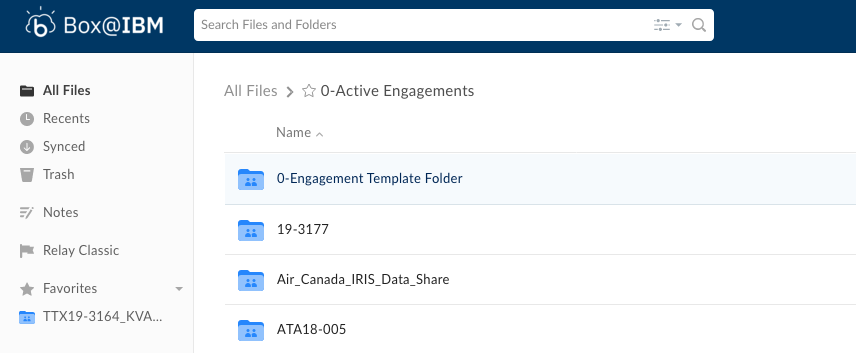 Box@IBM
Search Files and Folders
All Files
Recents
Synced
Trash
Notes
Relay Classic
Favorites
TTX19-3164_KVA...
All Files > 0-Active Engagements
Name
0-Engagement Template Folder
19-3177
Air_Canada_IRIS_Data_Share
ATA18-005